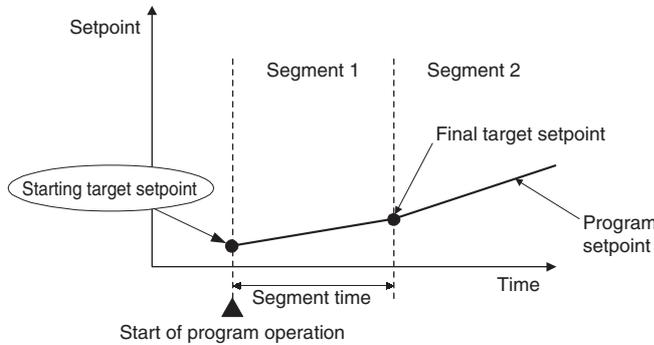 Setpoint
Segment 1
Segment 2
Final target setpoint
Starting target setpoint
Program
setpoint
Segment time
Time
Start of program operation